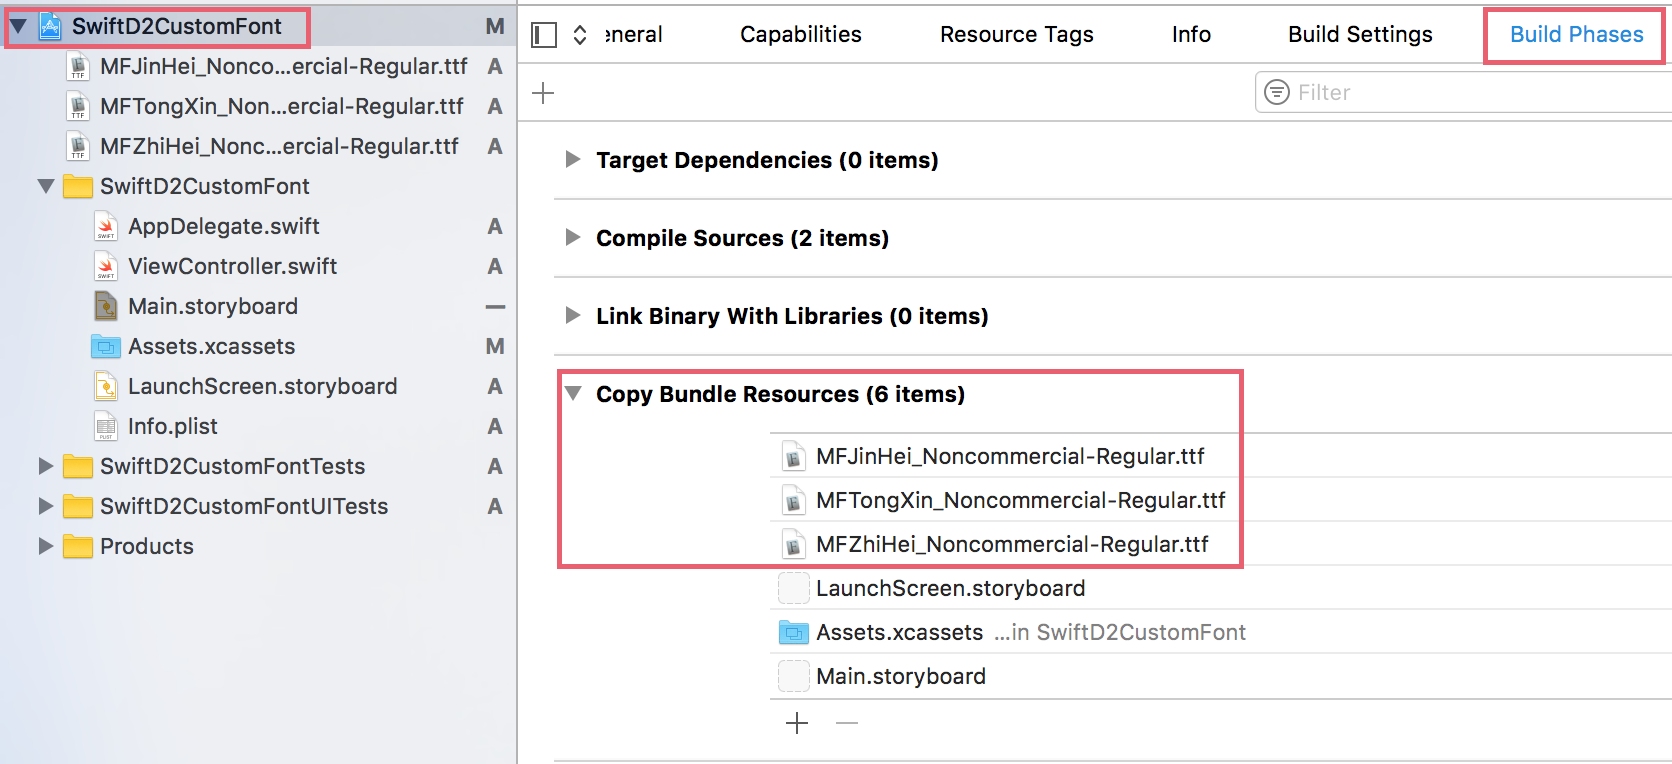 SwiftD2CustomFont M
MFJinHei_Nonco...ercial-Regular.ttf A
MFTongXin_Non...ercial-Regular.ttf A
MFZhiHei_Nonc...ercial-Regular.ttf A
SwiftD2CustomFont
AppDelegate.swift A
ViewController.swift A
Main.storyboard —
Assets.xcassets M
LaunchScreen.storyboard A
Info.plist A
SwiftD2CustomFontTests A
SwiftD2CustomFontUITests A
Products
eneral Capabilities Resource Tags Info Build Settings Build Phases
Filter
Target Dependencies (0 items)
Compile Sources (2 items)
Link Binary With Libraries (0 items)
Copy Bundle Resources (6 items)
MFJinHei_Noncommercial-Regular.ttf
MFTongXin_Noncommercial-Regular.ttf
MFZhiHei_Noncommercial-Regular.ttf
LaunchScreen.storyboard
Assets.xcassets ...in SwiftD2CustomFont
Main.storyboard